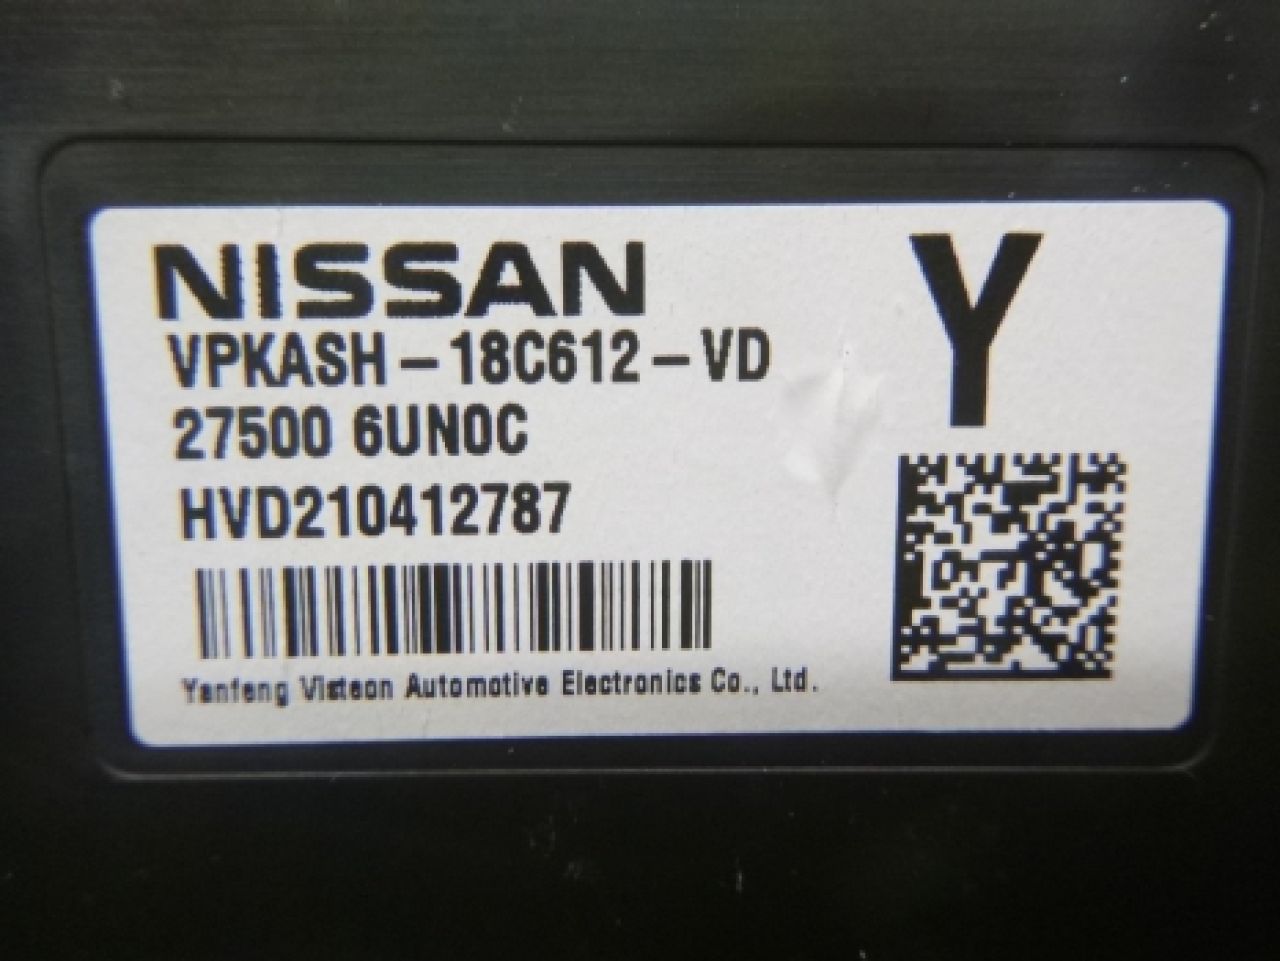 NISSAN
Y
VPKASH-18C612-VD
27500 6UN0C
HVD210412787
Yanfeng Visteon Automotive Electronics Co., Ltd.